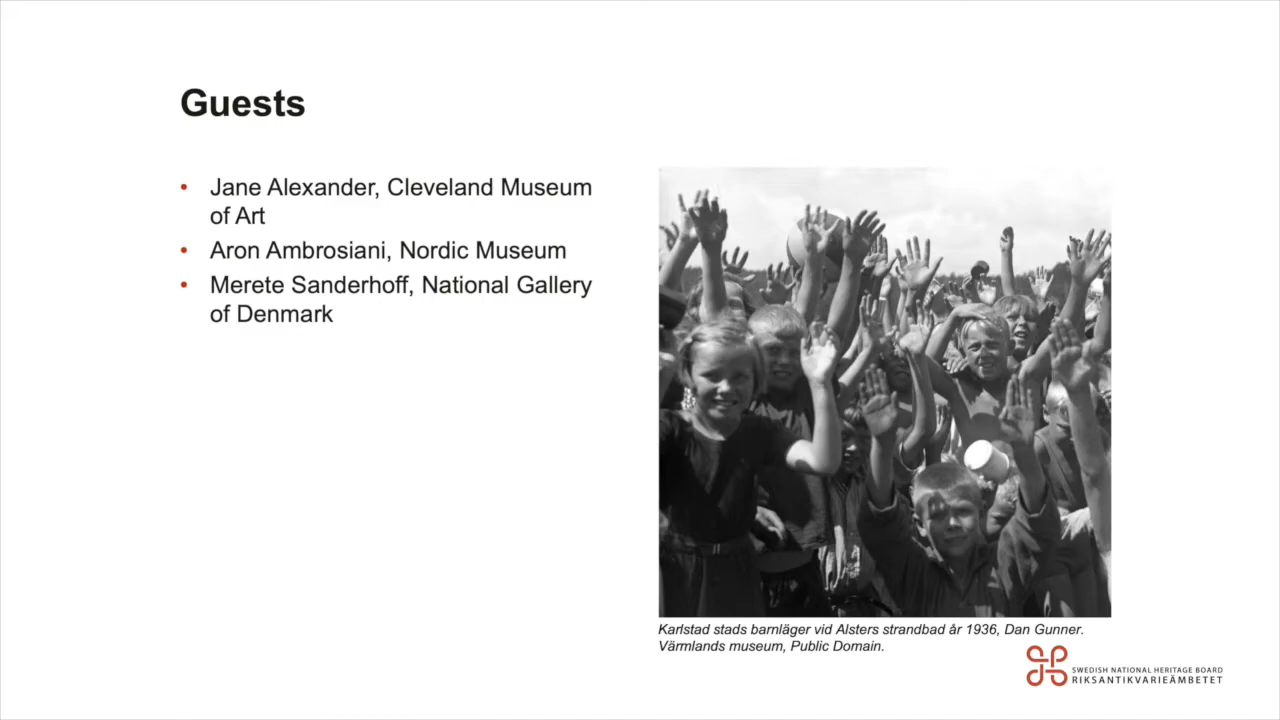 Guests
• Jane Alexander, Cleveland Museum
of Art
• Aron Ambrosiani, Nordic Museum
• Merete Sanderhoff, National Gallery
of Denmark
Karlstad stads barnläger vid Alsters strandbad år 1936, Dan Gunner.
Värmlands museum, Public Domain.
SWEDISH NATIONAL HERITAGE BOARD
RIKSANTIKVARIEÄMBETET